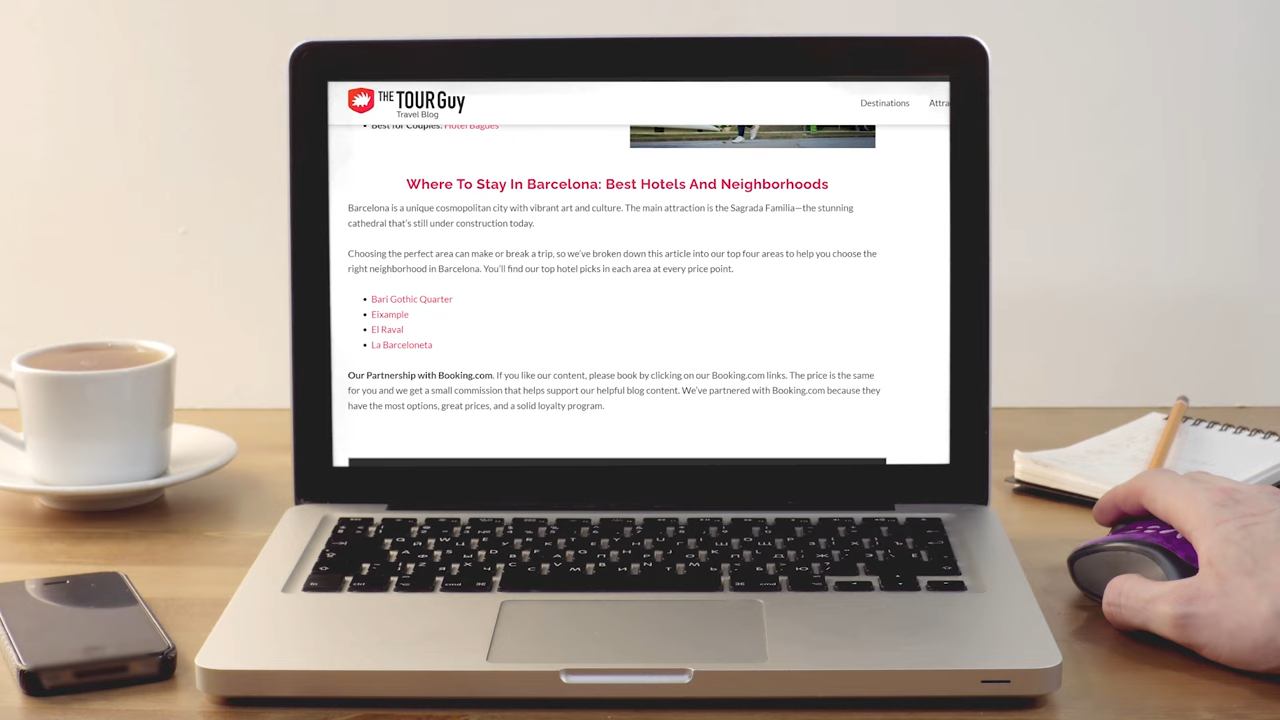 THE TOUR Guy
Travel Blog
Destinations
Attra
Best for Couples: Hotel Bagues
Where To Stay In Barcelona: Best Hotels And Neighborhoods
Barcelona is a unique cosmopolitan city with vibrant art and culture. The main attraction is the Sagrada Familia—the stunning
cathedral that's still under construction today.
Choosing the perfect area can make or break a trip, so we've broken down this article into our top four areas to help you choose the
right neighborhood in Barcelona. You'll find our top hotel picks in each area at every price point.
• Bari Gothic Quarter
• Eixample
• El Raval
• La Barceloneta
Our Partnership with Booking.com. If you like our content, please book by clicking on our Booking.com links. The price is the same
for you and we get a small commission that helps support our helpful blog content. We've partnered with Booking.com because they
have the most options, great prices, and a solid loyalty program.